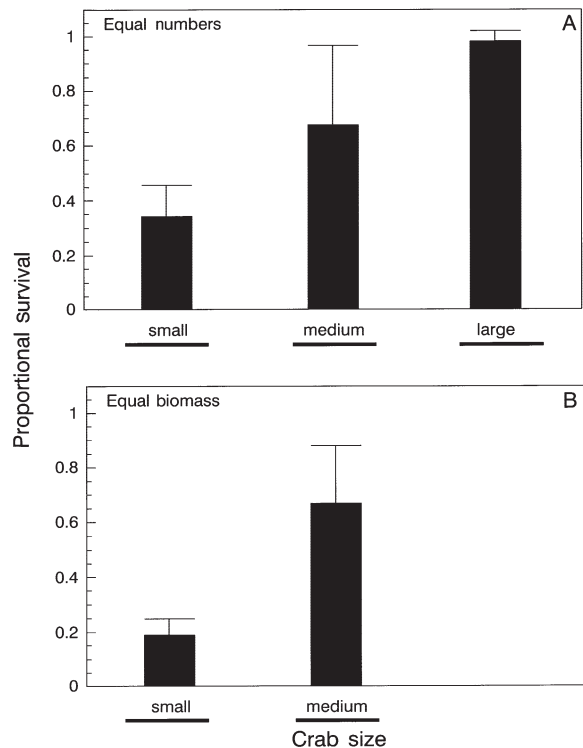 Equal numbers
A
1
0.8
0.6
0.4
0.2
0
small medium large
Proportional survival
Equal biomass
B
1
0.8
0.6
0.4
0.2
0
small medium
Crab size